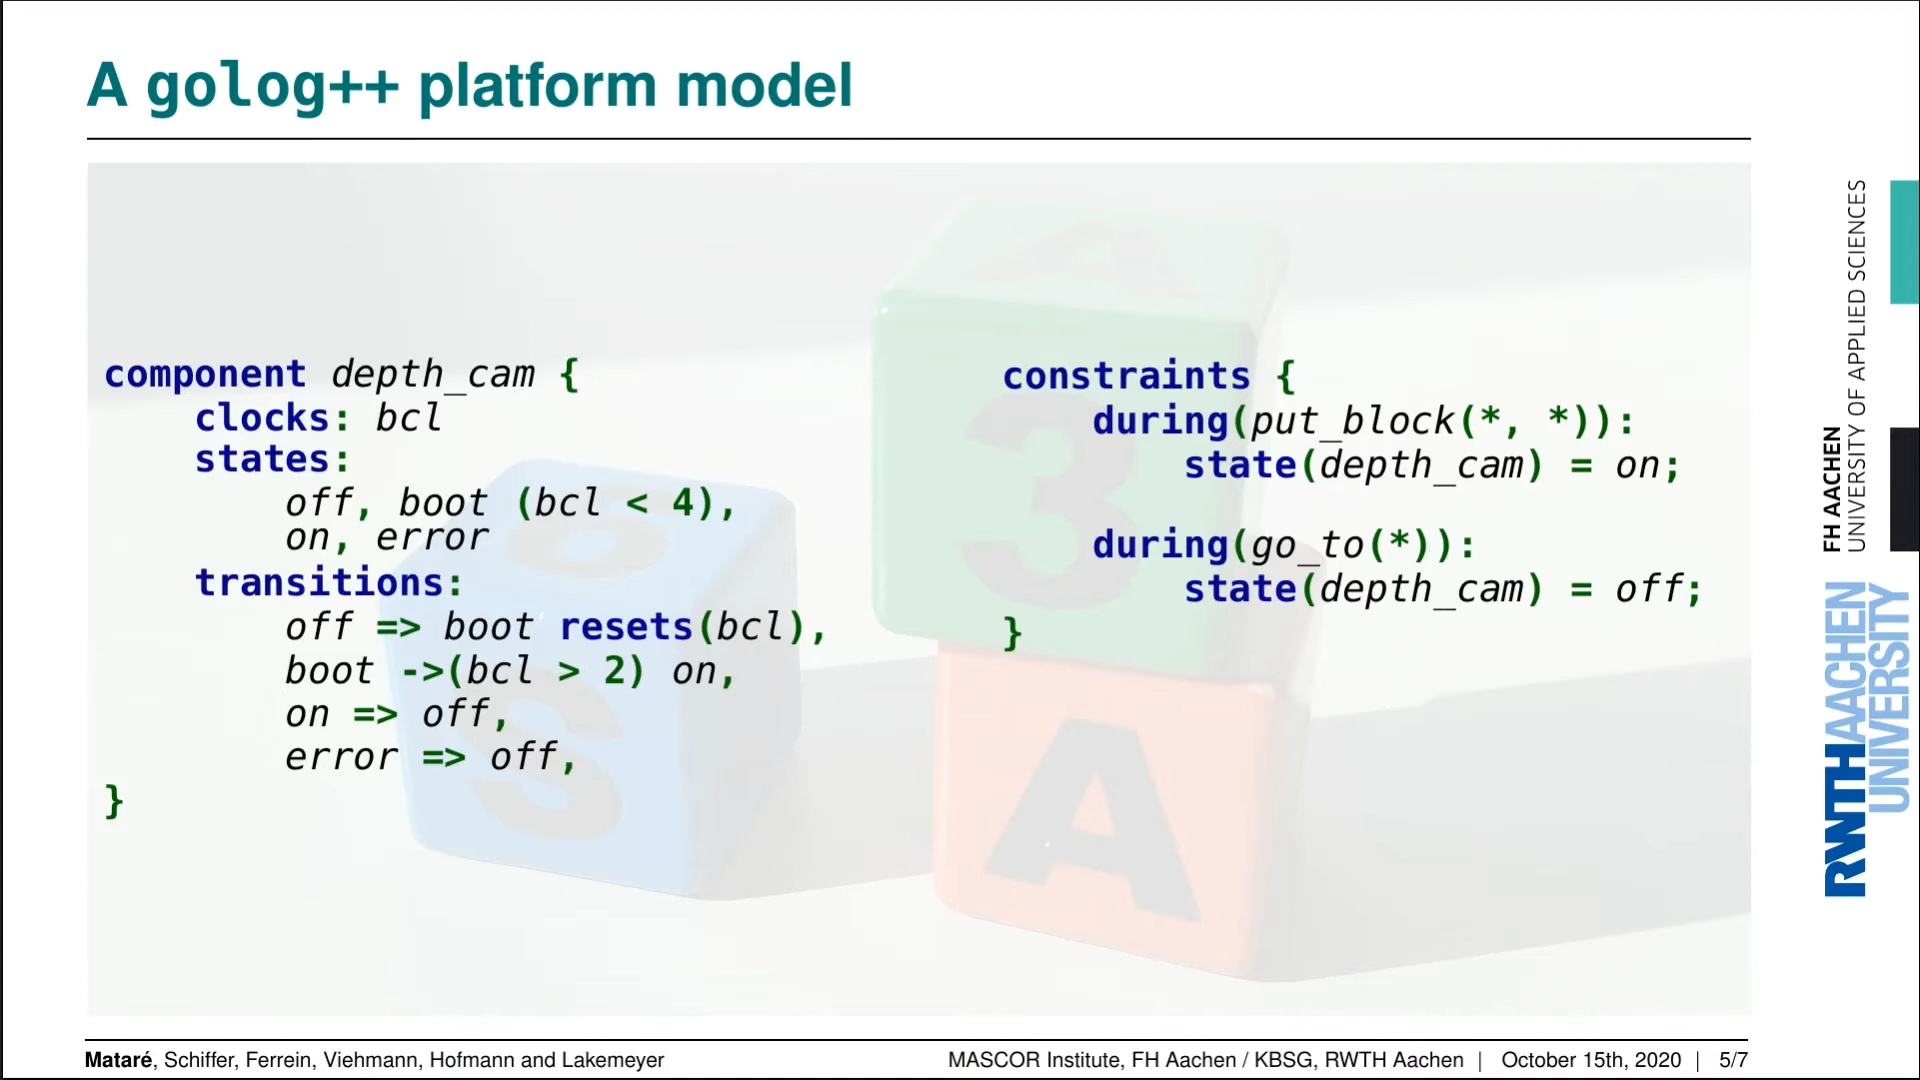 A golog++ platform model
component depth_cam {
clocks: bcl
states:
off, boot (bcl < 4),
on, error
transitions:
off => boot resets(bcl),
boot ->(bcl > 2) on,
on => off,
error => off,
}
constraints {
during(put_block(*, *)):
state(depth_cam) = on;
during(go_to(*)):
state(depth_cam) = off;
}
6
S
A
3
A
FH AACHEN
UNIVERSITY OF APPLIED SCIENCES
RWTHAACHEN
UNIVERSITY
Mataré, Schiffer, Ferrein, Viehmann, Hofmann and Lakemeyer
MASCOR Institute, FH Aachen / KBSG, RWTH Aachen | October 15th, 2020 | 5/7